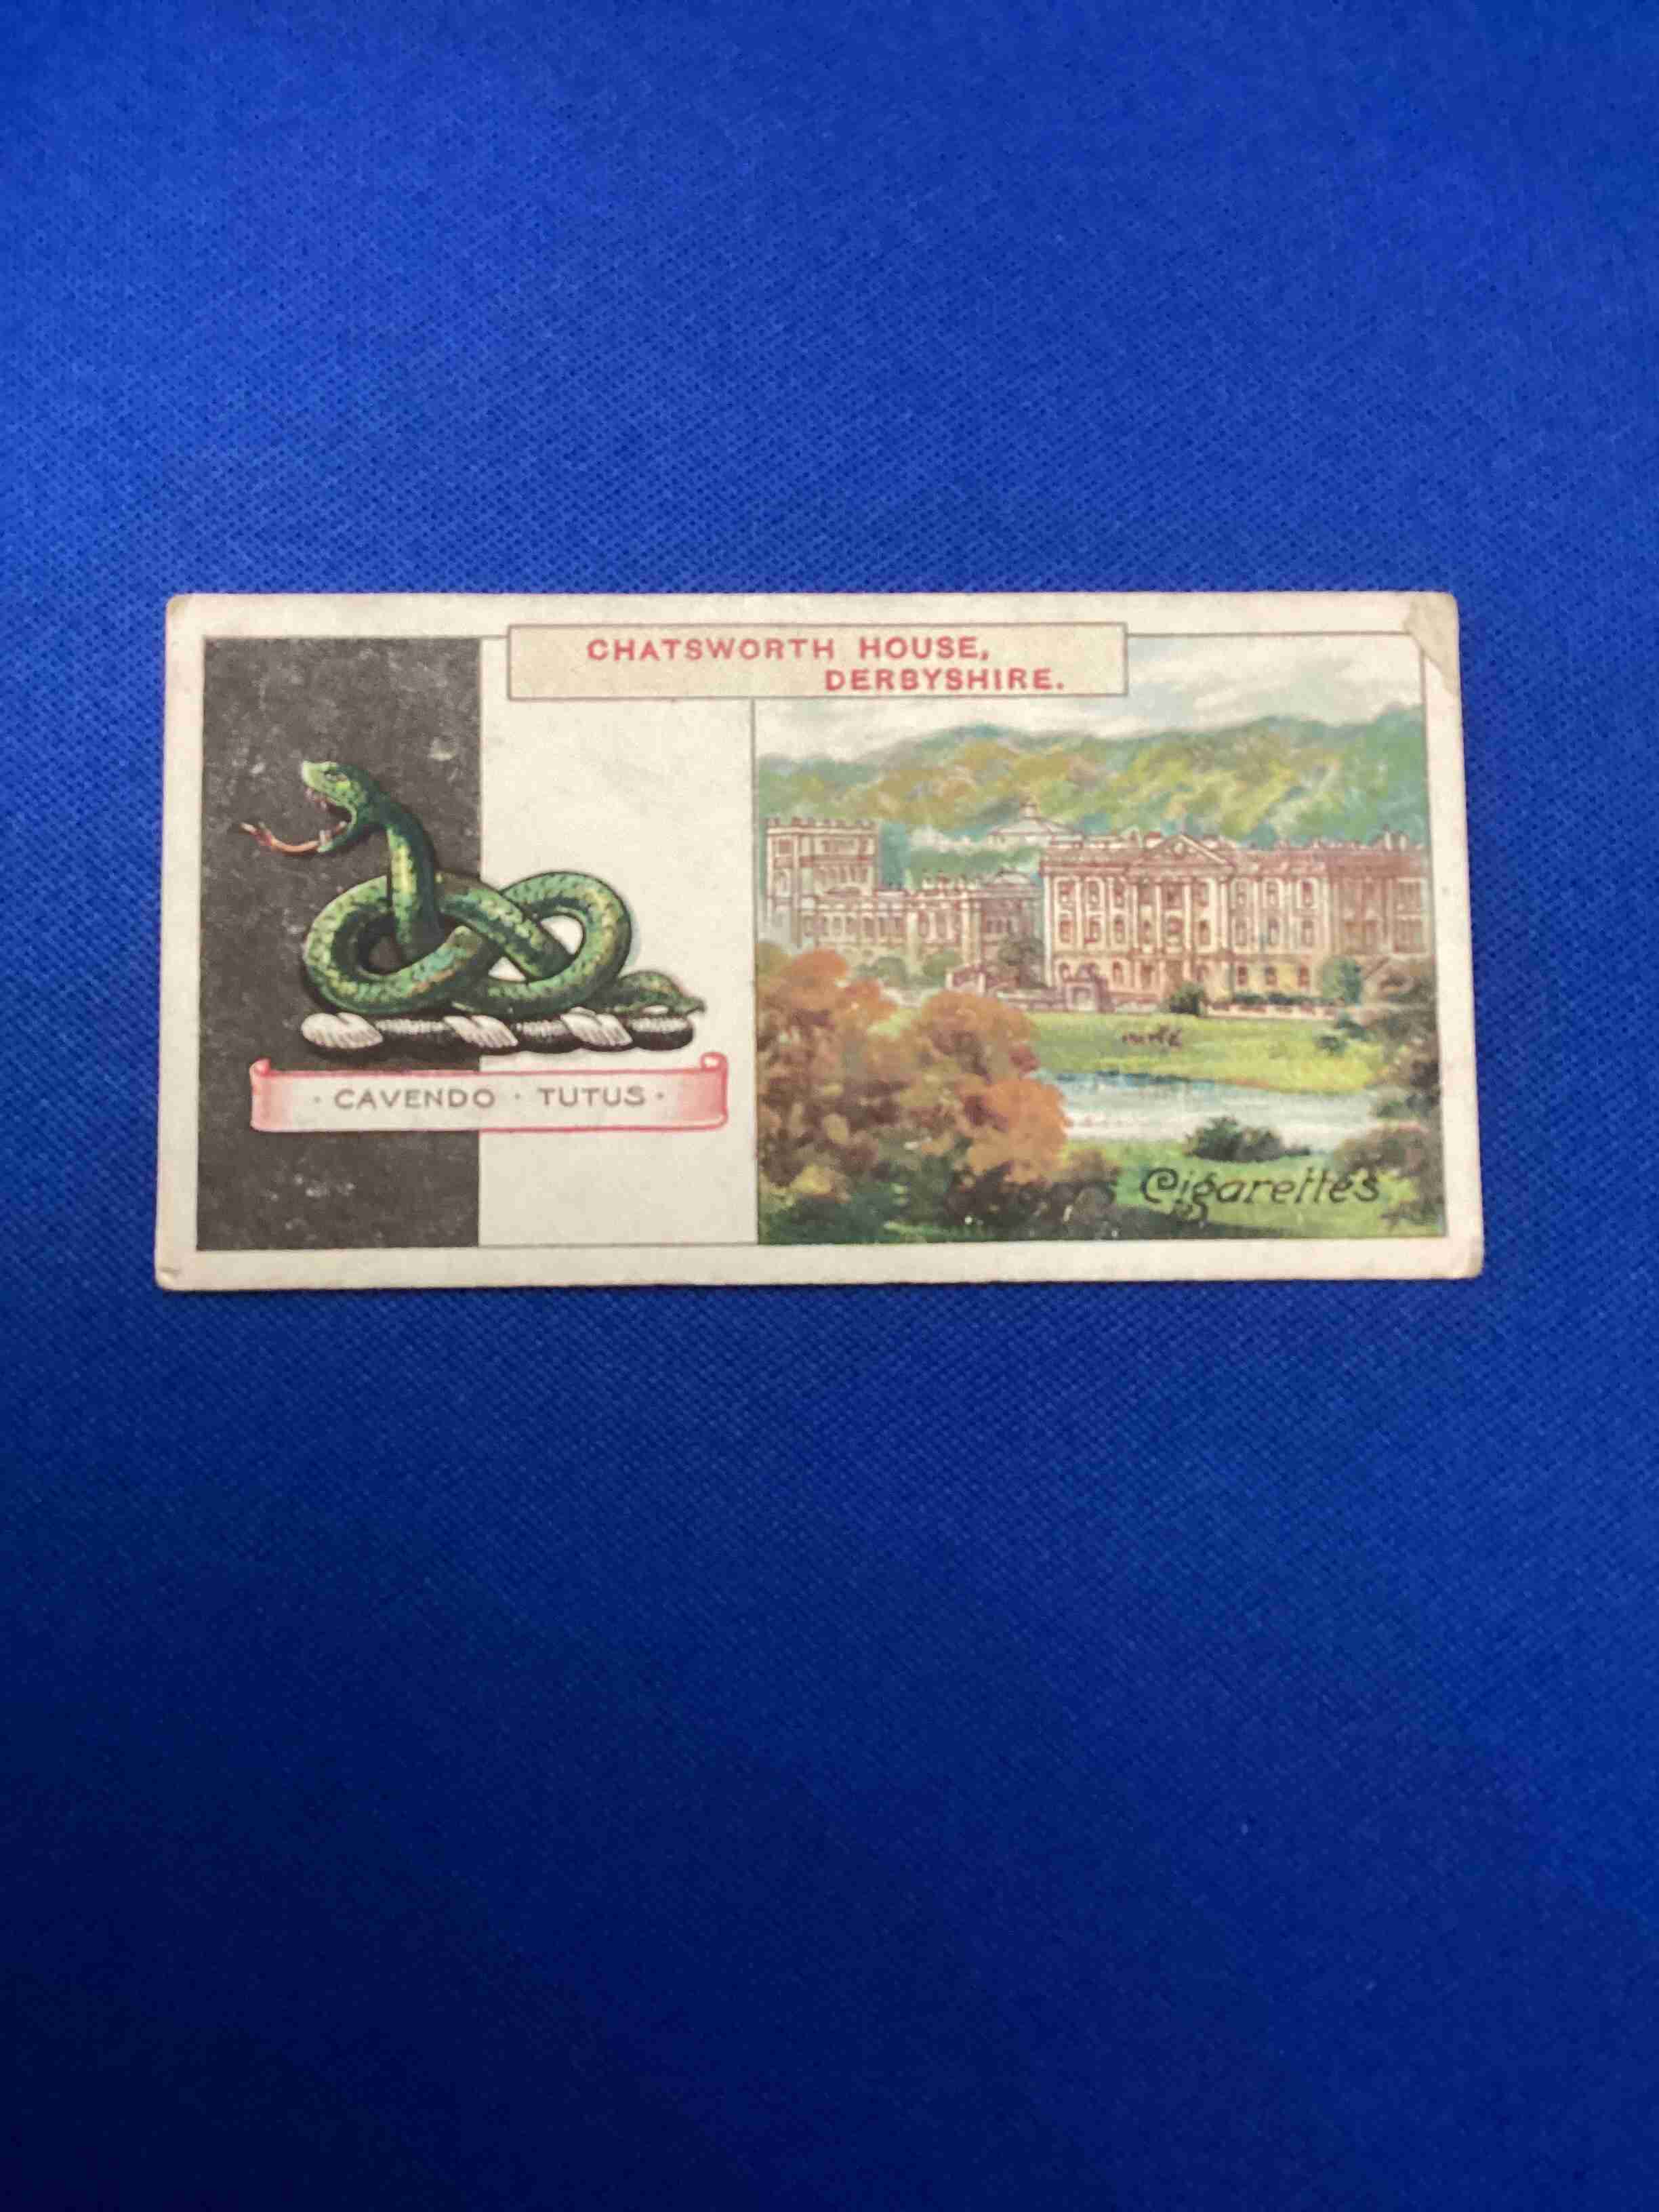 CHATSWORTH HOUSE,
DERBYSHIRE.
· CAVENDO · TUTUS ·
Cigarettes